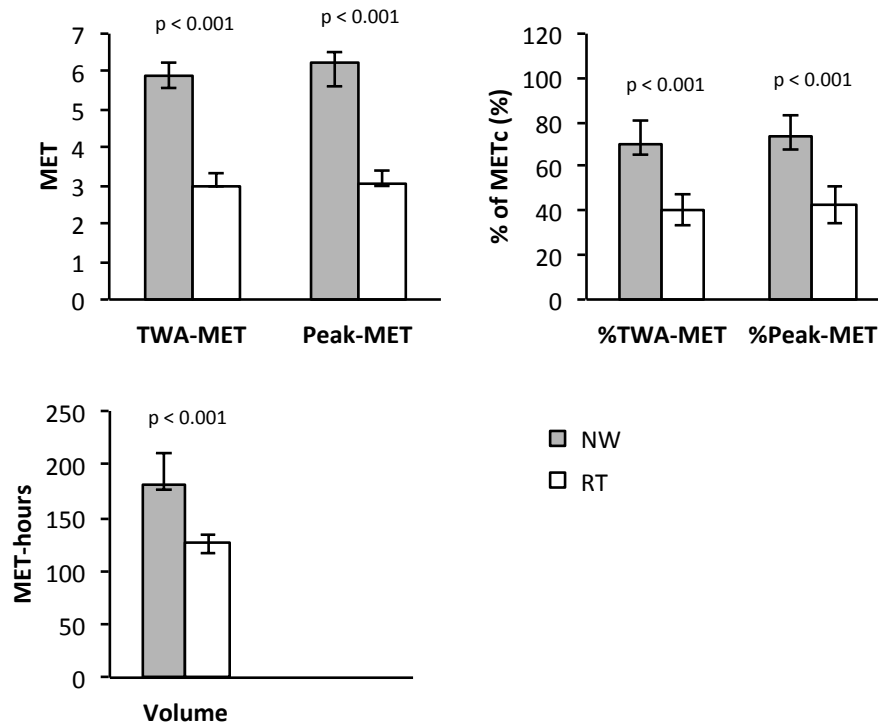 p < 0.001
p < 0.001
7
6
5
4
3
2
1
0
MET
TWA-MET
Peak-MET
120
100
80
60
40
20
0
% of METc (%)
p < 0.001
p < 0.001
%TWA-MET
%Peak-MET
250
200
150
100
50
0
MET-hours
p < 0.001
Volume
NW
RT